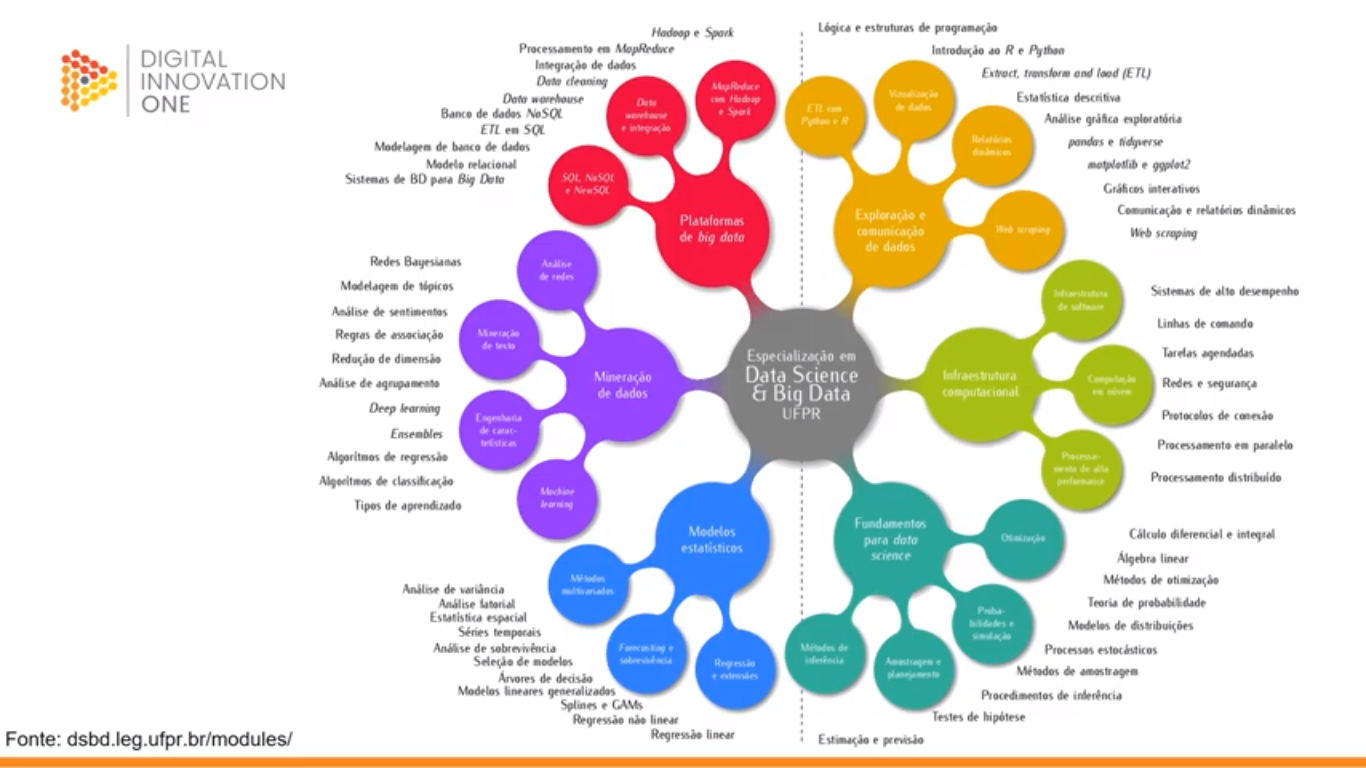 DIGITAL
INNOVATION
ONE
Hadoop e Spark
Processamento em MapReduce
Integração de dados
Data cleaning
Data warehouse
Banco de dados NoSQL
ETL em SQL
Modelagem de banco de dados
Modelo relacional
Sistemas de BD para Big Data
MapReduce
com Hadoop
e Spark
Data
warehouse
e integração
SQL, NoSQL
e NewSQL
Plataformas
de big data
Lógica e estruturas de programação
Introdução ao R e Python
Extract, transform and load (ETL)
Estatística descritiva
Análise gráfica exploratória
pandas e tidyverse
matplotlib e ggplot2
Gráficos interativos
Comunicação e relatórios dinâmicos
Web scraping
ETL com
Python e R
Vizualização
de dados
Relatórios
dinâmicos
Web scraping
Exploração e
comunicação
de dados
Redes Bayesianas
Modelagem de tópicos
Análise de sentimentos
Regras de associação
Redução de dimensão
Análise de agrupamento
Deep learning
Ensembles
Algorítmos de regressão
Algorítmos de classificação
Tipos de aprendizado
Análise
de redes
Mineração
de texto
Engenharia
de carac-
terísticas
Machine
learning
Mineração
de dados
Especialização em
Data Science
& Big Data
UFPR
Infraestrutura
computacional
Infraestrutura
de software
Computação
em núvem
Processa-
mento de alta
performance
Sistemas de alto desempenho
Linhas de comando
Tarefas agendadas
Redes e segurança
Protocolos de conexão
Processamento em paralelo
Processamento distribuído
Modelos
estatísticos
Métodos
multivariados
Forecasting e
sobrevivência
Regressão
e extensões
Análise de variância
Análise fatorial
Estatística espacial
Séries temporais
Análise de sobrevivência
Seleção de modelos
Árvores de decisão
Modelos lineares generalizados
Splines e GAMs
Regressão não linear
Regressão linear
Fundamentos
para data
science
Otimização
Proba-
bilidades e
simulação
Amostragem e
planejamento
Métodos de
inferência
Cálculo diferencial e integral
Álgebra linear
Métodos de otimização
Teoria de probabilidade
Modelos de distribuições
Processos estocásticos
Métodos de amostragem
Procedimentos de inferência
Testes de hipótese
Estimação e previsão
Fonte: dsbd.leg.ufpr.br/modules/